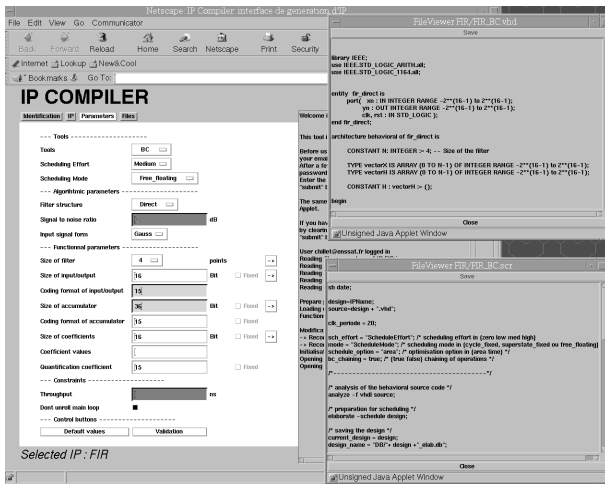 Netscape IP Compiler interface de generation d'IP
File Edit View Go Communicator
Back Forward Reload Home Search Netscape Print Security
Internet Lookup New&Cool
Bookmarks Go To:
IP COMPILER
Identification IP Parameters Files
--- Tools ---
Tools BC
Scheduling Effort Medium
Scheduling Mode Free_floating
--- Algorithmic parameters ---
Filter structure Direct
Signal to noise ratio dB
Input signal form Gauss
--- Functionnal parameters ---
Size of filter 4 points ->
Size of input/output 16 Bit Fixed ->
Coding format of input/output 15
Size of accumulator 36 Bit Fixed ->
Coding format of accumulator 15 Fixed
Size of coefficients 16 Bit Fixed ->
Coefficient values
Quantification coefficient 15 Fixed
--- Constraints ---
Throughput ns
Dont unroll main loop
--- Control buttons ---
Default values Validation
Selected IP : FIR
Welcome
This tool i
Before us
your emai
After a fe
password
Enter the
'submit' b
The same
Applet.
If you hav
by clearin
'submit' b
User chillet@enssat.fr logged in
Reading
Reading
Reading
Reading
Reading
Prepare
Loading
Function
Modifica
-> Recor
-> Recor
Initialisat
Opening
Opening
FileViewer FIR/FIR_BC.vhd
Save
library IEEE;
use IEEE.STD_LOGIC_ARITH.all;
use IEEE.STD_LOGIC_1164.all;
entity fir_direct is
port( xn : IN INTEGER RANGE -2**(16-1) to 2**(16-1);
yn : OUT INTEGER RANGE -2**(16-1) to 2**(16-1);
clk, rst : IN STD_LOGIC );
end fir_direct;
architecture behavioral of fir_direct is
CONSTANT N: INTEGER := 4; -- Size of the filter
TYPE vectorX IS ARRAY (0 TO N-1) OF INTEGER RANGE -2**(16-1) to 2**(16-1);
TYPE vectorH IS ARRAY (0 TO N-1) OF INTEGER RANGE -2**(16-1) to 2**(16-1);
CONSTANT H : vectorH := ();
begin
Close
Unsigned Java Applet Window
FileViewer FIR/FIR_BC.scr
Save
sh date;
design=IPName;
source=design + ".vhd";
clk_periode = 20;
sch_effort = "ScheduleEffort"; /* scheduling effort in (zero low med high)
mode = "ScheduleMode"; /* scheduling mode in (cycle_fixed, superstate_fixed ou free_floating)
schedule_option = "area"; /* optimisation option in (area time) */
bc_chaining = true; /* (true false) chaining of operations */
/*----------------------------------------*/
/* analysis of the behavioral source code */
analyze -f vhdl source;
/* preparation for scheduling */
elaborate -schedule design;
/* saving the design */
current_design = design;
design_name = "DB/"+ design +"_elab.db";
Close
Unsigned Java Applet Window